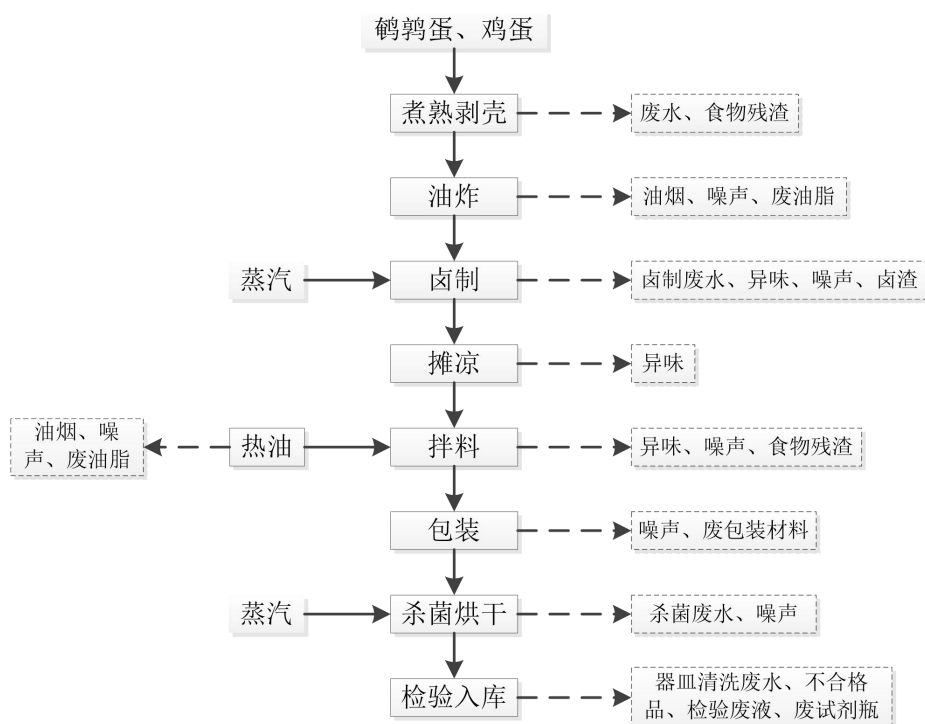 鹌鹑蛋、鸡蛋
煮熟剥壳
废水、食物残渣
油炸
油烟、噪声、废油脂
蒸汽
卤制
卤制废水、异味、噪声、卤渣
摊凉
异味
油烟、噪
声、废油脂
热油
拌料
异味、噪声、食物残渣
包装
噪声、废包装材料
蒸汽
杀菌烘干
杀菌废水、噪声
检验入库
器皿清洗废水、不合格
品、检验废液、废试剂瓶